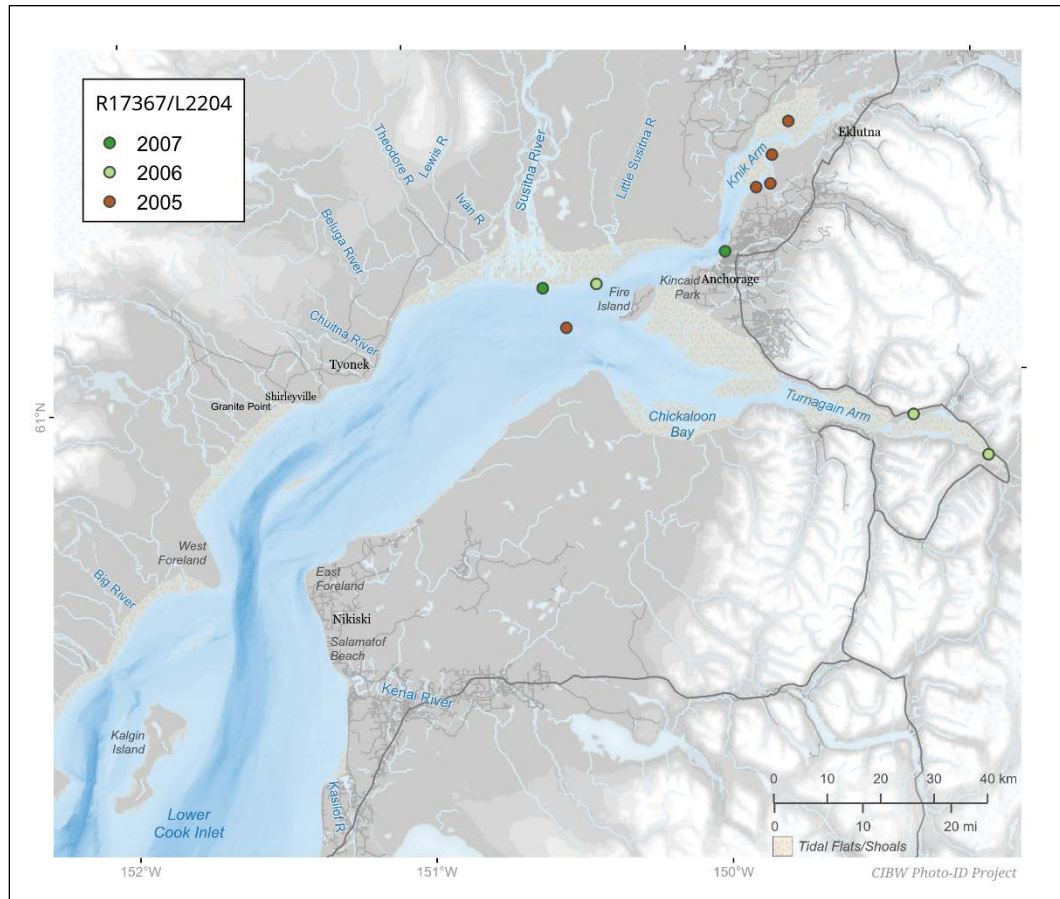 R17367/L2204
2007
2006
2005
Theodore R
Lewis R
Ivan R
Susitna River
Little Susitna R
Knik Arm
Eklutna
Beluga River
Chuitna River
Tyonek
Shirleyville
Granite Point
Fire
Island
Kincaid
Park
Anchorage
61°N
Turnagain Arm
Chickaloon
Bay
West
Foreland
Big River
East
Foreland
Nikiski
Salamatof
Beach
Kenai River
Kalgin
Island
Kasilof R
Lower
Cook Inlet
0 10 20 30 40 km
0 10 20 mi
Tidal Flats/Shoals
152°W 151°W 150°W
CIBW Photo-ID Project